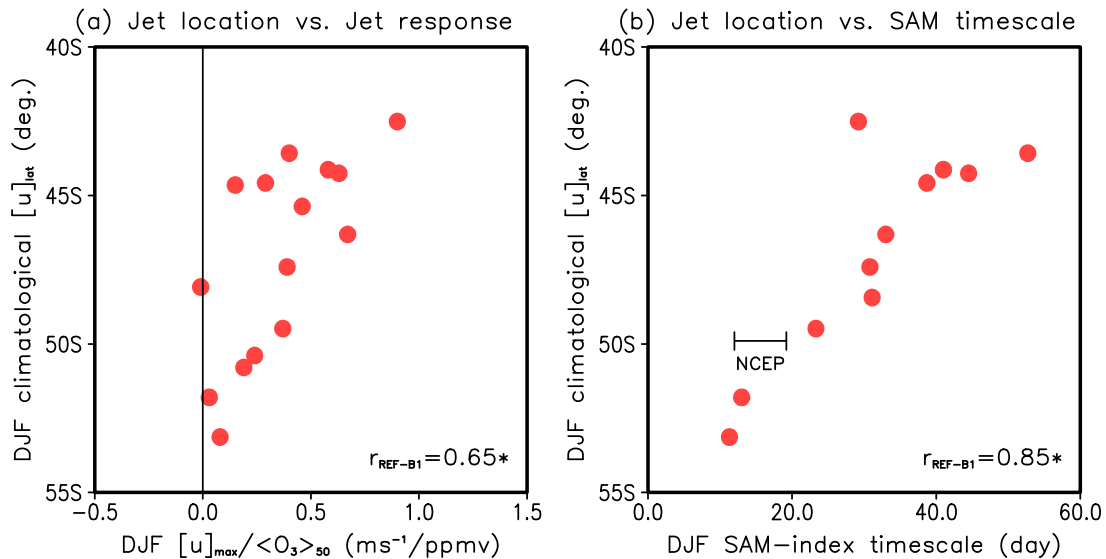 (a) Jet location vs. Jet response
40S
45S
50S
55S
DJF climatological [u]lat (deg.)
−0.5 0.0 0.5 1.0 1.5
DJF [u]max/<O3>50 (ms−1/ppmv)
rREF−B1=0.65*
(b) Jet location vs. SAM timescale
40S
45S
50S
55S
DJF climatological [u]lat (deg.)
NCEP
rREF−B1=0.85*
0.0 20.0 40.0 60.0
DJF SAM−index timescale (day)